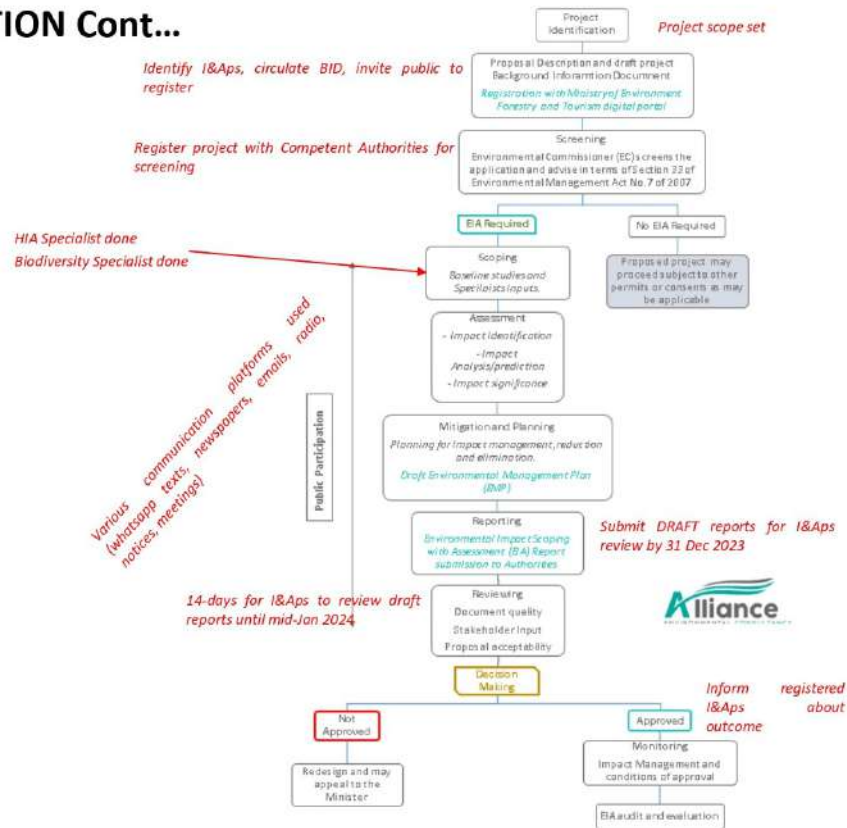 TION Cont...
Project
Identification
Project scope set
Identify I&Aps, circulate BID, invite public to
register
Proposal Description and draft project
Background Inforamtion Document
Registration with Ministryof Environment
Forestry and Tourism digital portal
Register project with Competent Authorities for
screening
Screening
Environmental Commissioner (EC) screens the
application and advise in terms of Section 33 of
Environmental Management Act No.7 of 2007
EIA Required
No EIA Required
HIA Specialist done
Biodiversity Specialist done
Scoping
Baseline studies and
Specilaists Inputs.
Proposed project may
proceed subject to other
permits or consents as may
be applicable
Assessment
- Impact Identification
- Impact
Analysis/prediction
- Impact significance
Various communication platforms used
(whatsapp texts, newspapers, emails, radio,
notices, meetings)
Public Participation
Mitigation and Planning
Planning for Impact management, reduction
and elimination.
Draft Environmental Management Plan
(EMP)
Reporting
Environmental Impact Scoping
with Assessment (EIA) Report
submission to Authorities
Submit DRAFT reports for I&Aps
review by 31 Dec 2023
14-days for I&Aps to review draft
reports until mid-Jan 2024
Reviewing
Document quality
Stakeholder Input
Proposal acceptability
Alliance
ENVIRONMENTAL CONSULTANCY
Decision
Making
Inform registered
I&Aps about
outcome
Not
Approved
Approved
Redesign and may
appeal to the
Minister
Monitoring
Impact Management and
conditions of approval
EIA audit and evaluation